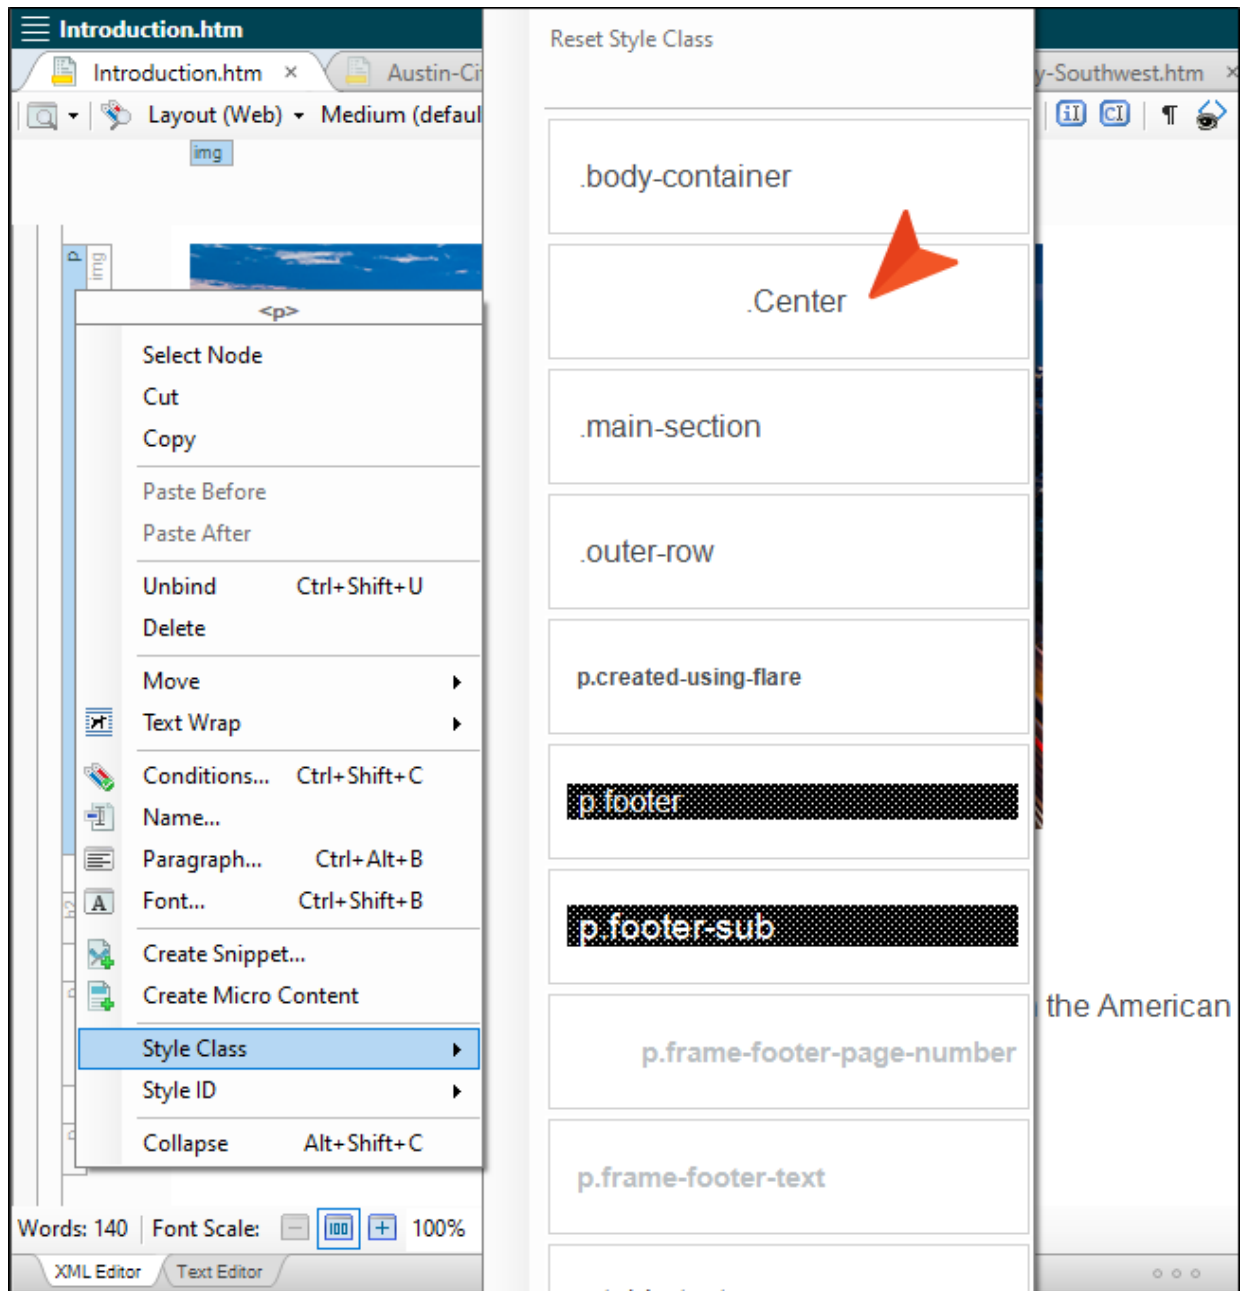 Introduction.htm
Introduction.htm ×
Austin-Ci
y-Southwest.htm ×
Layout (Web)
Medium (defaul
img
p
img
<p>
Select Node
Cut
Copy
Paste Before
Paste After
Unbind Ctrl+Shift+U
Delete
Move
Text Wrap
Conditions... Ctrl+Shift+C
Name...
Paragraph... Ctrl+Alt+B
Font... Ctrl+Shift+B
Create Snippet...
Create Micro Content
Style Class
Style ID
Collapse Alt+Shift+C
Reset Style Class
.body-container
.Center
.main-section
.outer-row
p.created-using-flare
p.footer
p.footer-sub
p.frame-footer-page-number
p.frame-footer-text
h2
the American
Words: 140
Font Scale:
100%
XML Editor
Text Editor